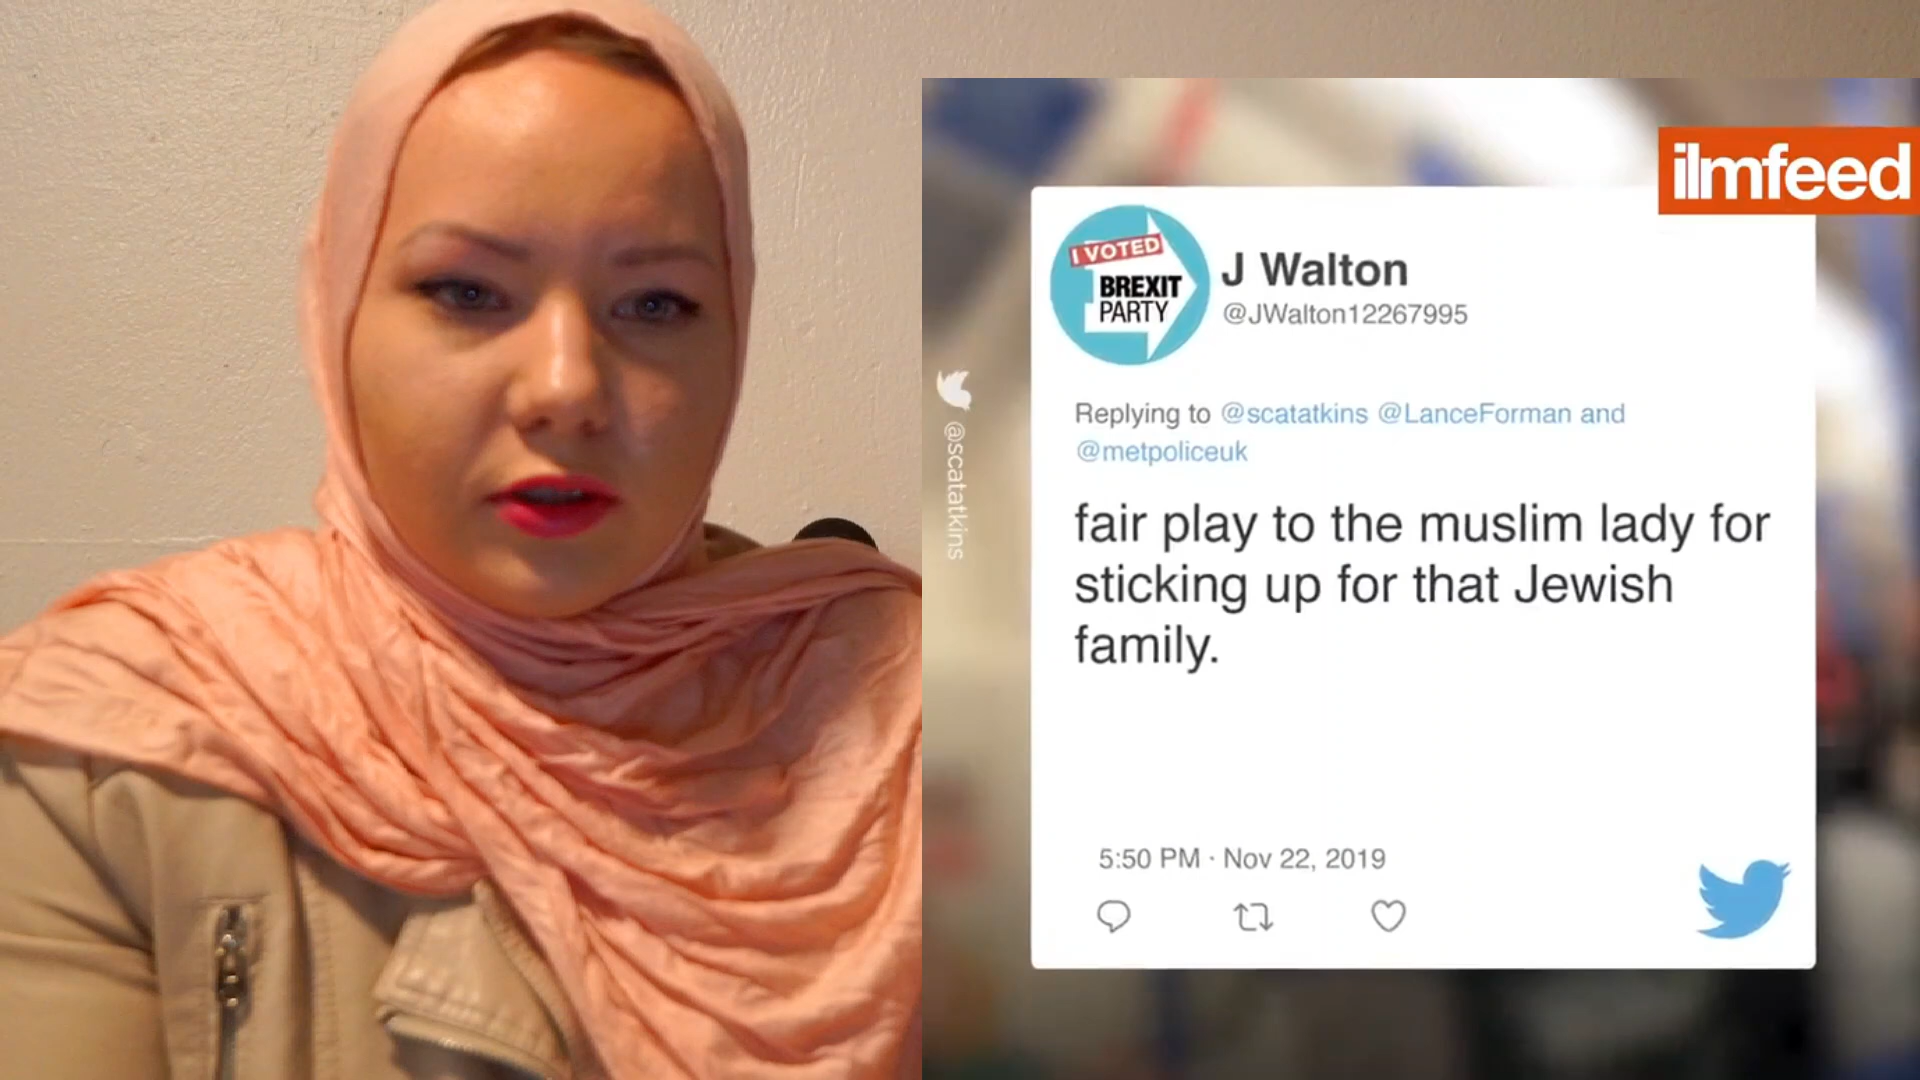 ilmfeed
I VOTED
BREXIT
PARTY
J Walton
@JWalton12267995
@scatatkins
Replying to @scatatkins @LanceForman and
@metpoliceuk
fair play to the muslim lady for
sticking up for that Jewish
family.
5:50 PM · Nov 22, 2019